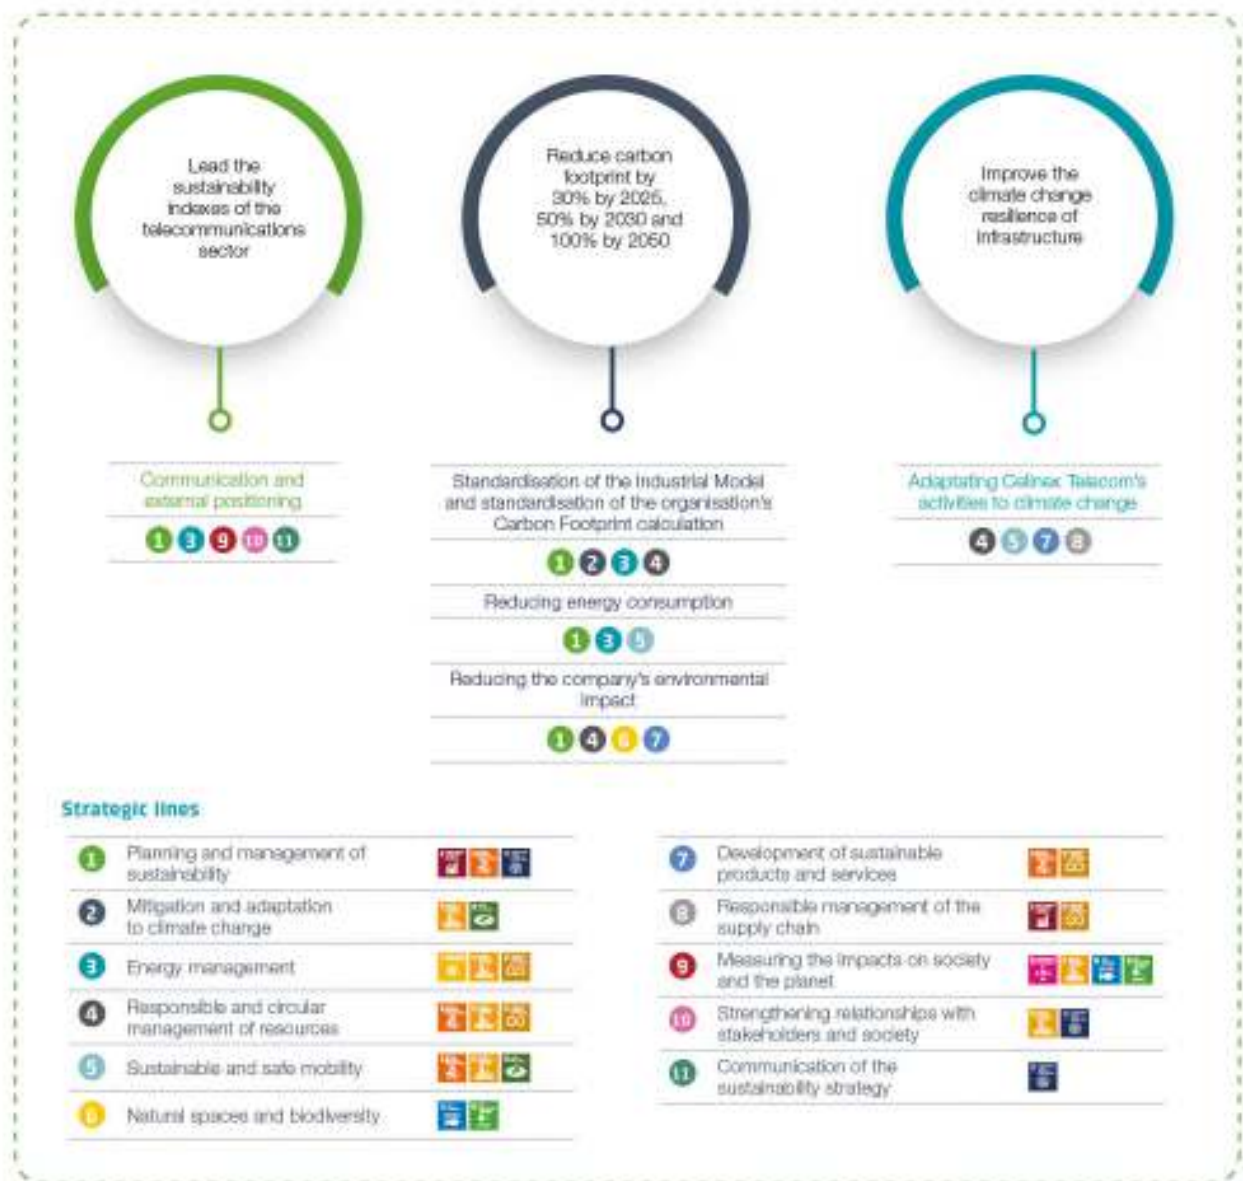 Lead the
sustainability
indexes of the
telecommunications
sector
Reduce carbon
footprint by
30% by 2025,
50% by 2030 and
100% by 2050
Improve the
climate change
resilience of
infrastructure
Communication and
external positioning
1 3 9 10 11
Standardisation of the Industrial Model
and standardisation of the organisation's
Carbon Footprint calculation
1 2 3 4
Reducing energy consumption
1 3 5
Reducing the company's environmental
impact
1 4 6 7
Adaptating Cellnex Telecom's
activities to climate change
4 5 7 8
Strategic lines
1 Planning and management of
sustainability
2 Mitigation and adaptation
to climate change
3 Energy management
4 Responsible and circular
management of resources
5 Sustainable and safe mobility
6 Natural spaces and biodiversity
7 Development of sustainable
products and services
8 Responsible management of the
supply chain
9 Measuring the impacts on society
and the planet
10 Strengthening relationships with
stakeholders and society
11 Communication of the
sustainability strategy